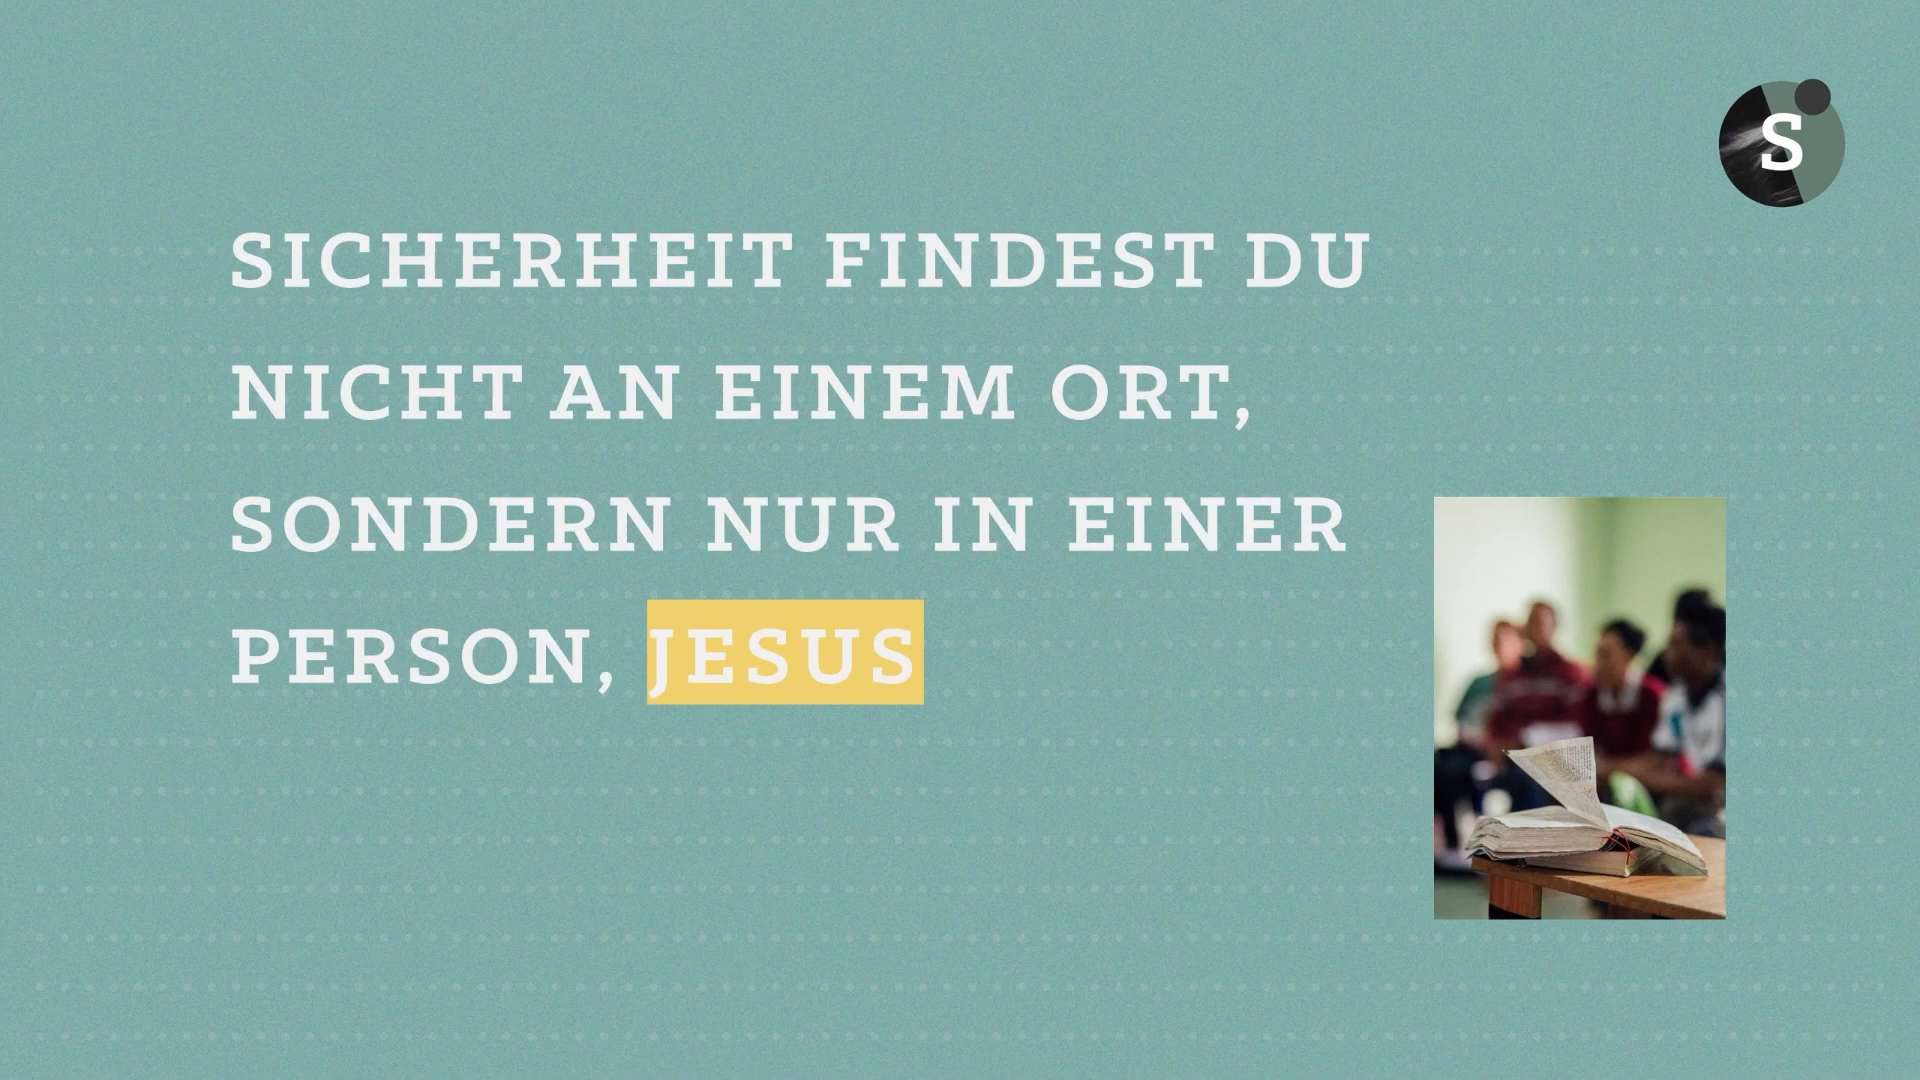 S
SICHERHEIT FINDEST DU
NICHT AN EINEM ORT,
SONDERN NUR IN EINER
PERSON, JESUS